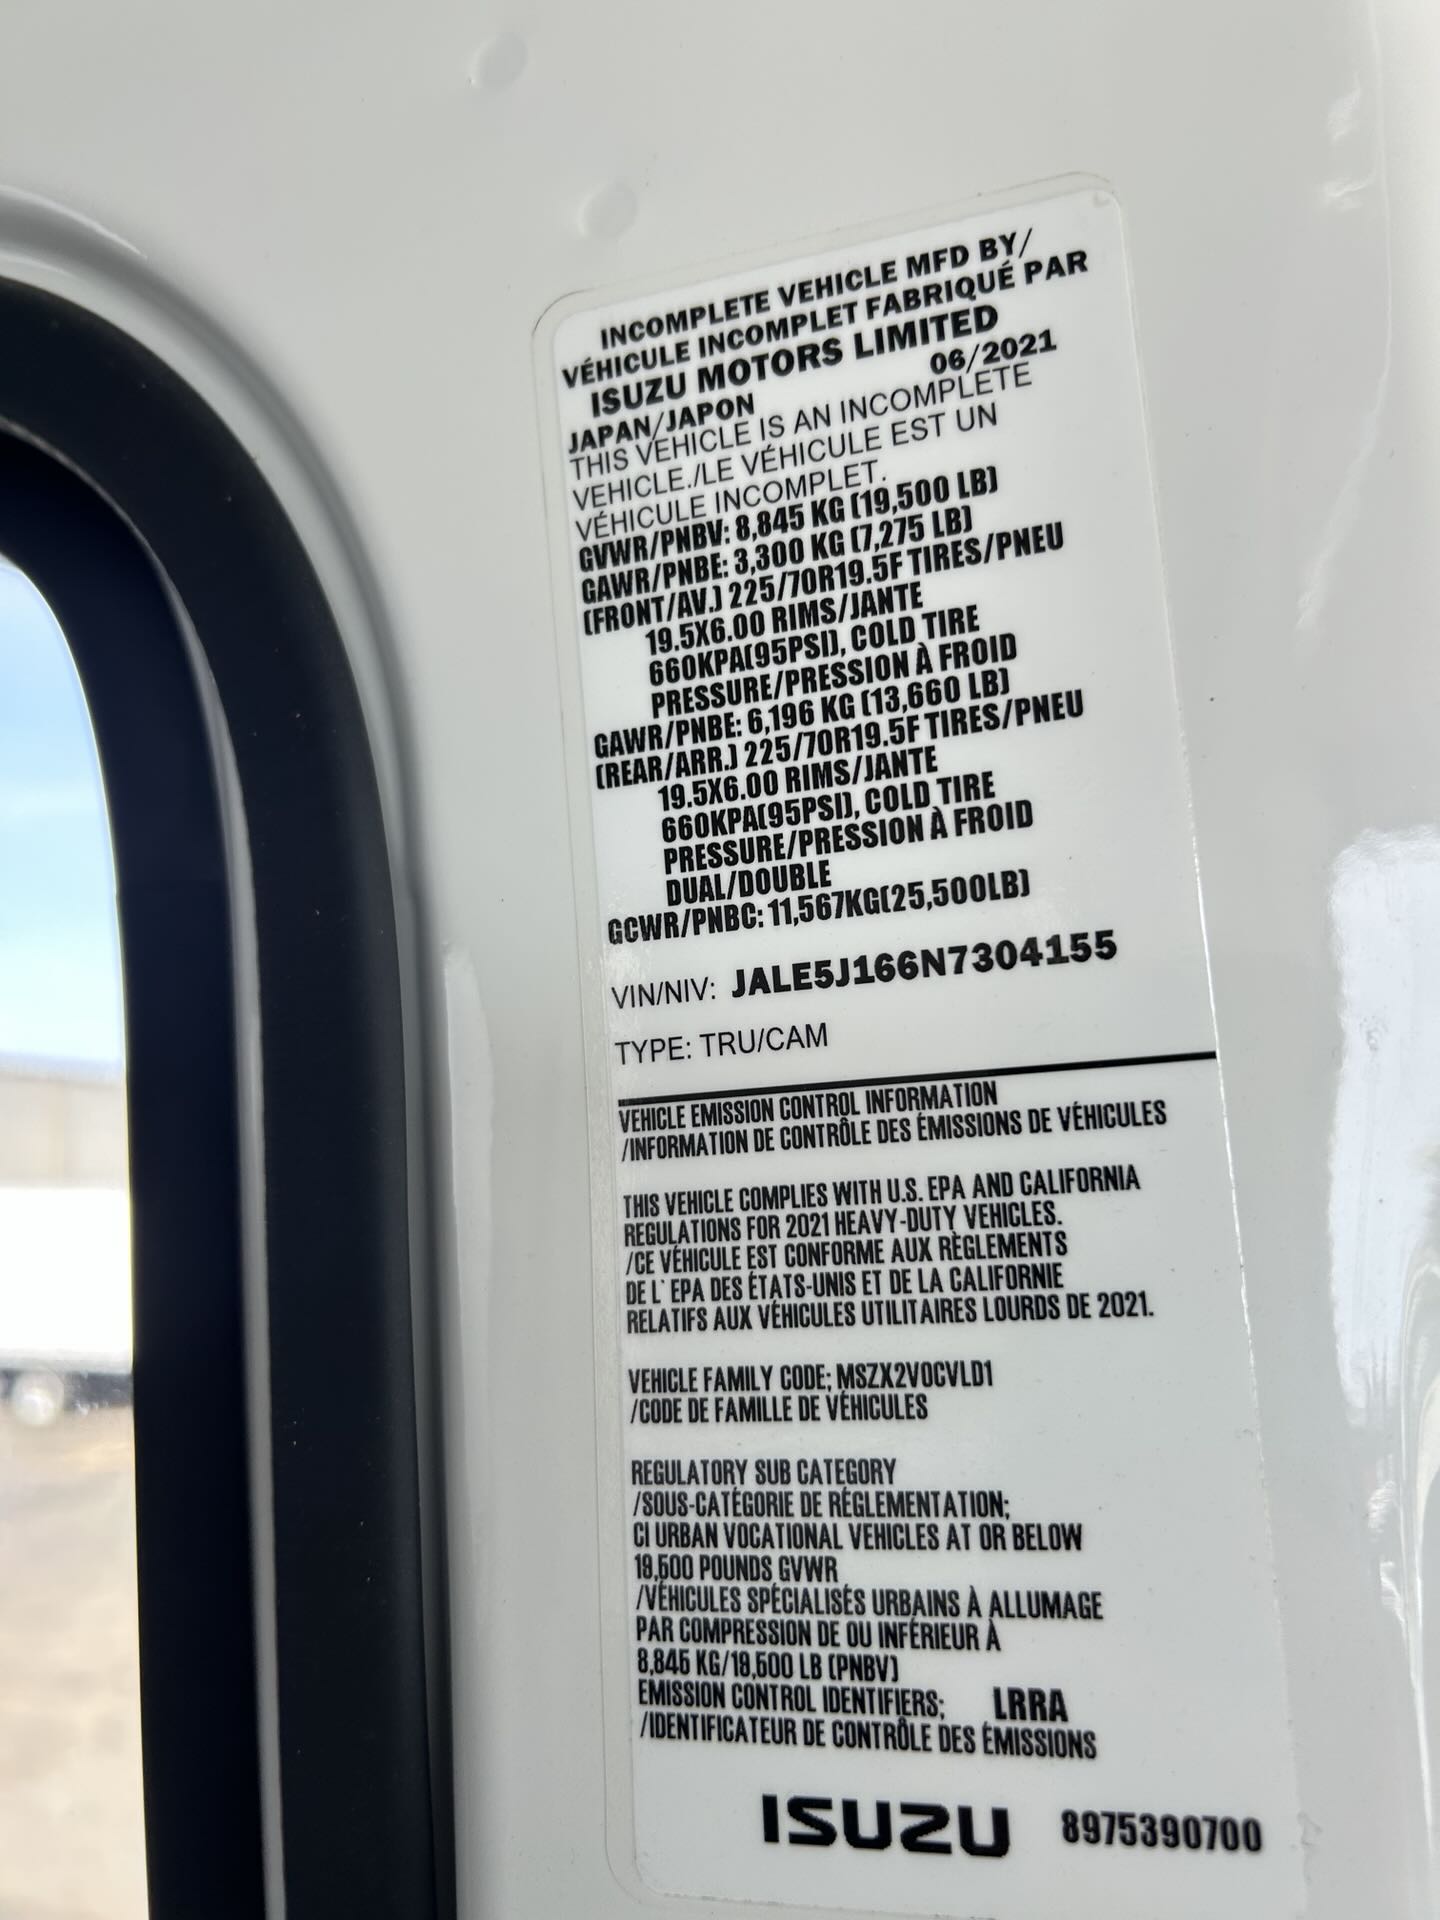 INCOMPLETE VEHICLE MFD BY/
VÉHICULE INCOMPLET FABRIQUÉ PAR
ISUZU MOTORS LIMITED
JAPAN/JAPON 06/2021
THIS VEHICLE IS AN INCOMPLETE
VEHICLE./LE VÉHICULE EST UN
VÉHICULE INCOMPLET.
GVWR/PNBV: 8,845 KG (19,500 LB)
GAWR/PNBE: 3,300 KG (7,275 LB)
(FRONT/AV.) 225/70R19.5F TIRES/PNEU
19.5X6.00 RIMS/JANTE
660KPA(95PSI), COLD TIRE
PRESSURE/PRESSION À FROID
GAWR/PNBE: 6,196 KG (13,660 LB)
(REAR/ARR.) 225/70R19.5F TIRES/PNEU
19.5X6.00 RIMS/JANTE
660KPA(95PSI), COLD TIRE
PRESSURE/PRESSION À FROID
DUAL/DOUBLE
GCWR/PNBC: 11,567KG(25,500LB)
VIN/NIV: JALE5J166N7304155
TYPE: TRU/CAM
VEHICLE EMISSION CONTROL INFORMATION
/INFORMATION DE CONTRÔLE DES ÉMISSIONS DE VÉHICULES
THIS VEHICLE COMPLIES WITH U.S. EPA AND CALIFORNIA
REGULATIONS FOR 2021 HEAVY-DUTY VEHICLES.
/CE VÉHICULE EST CONFORME AUX RÈGLEMENTS
DE L'EPA DES ÉTATS-UNIS ET DE LA CALIFORNIE
RELATIFS AUX VÉHICULES UTILITAIRES LOURDS DE 2021.
VEHICLE FAMILY CODE; MSZX2VOCVLD1
/CODE DE FAMILLE DE VÉHICULES
REGULATORY SUB CATEGORY
/SOUS-CATÉGORIE DE RÉGLEMENTATION;
CI URBAN VOCATIONAL VEHICLES AT OR BELOW
19,500 POUNDS GVWR
/VÉHICULES SPÉCIALISÉS URBAINS À ALLUMAGE
PAR COMPRESSION DE OU INFÉRIEUR À
8,845 KG/19,500 LB (PNBV)
EMISSION CONTROL IDENTIFIERS; LRRA
/IDENTIFICATEUR DE CONTRÔLE DES ÉMISSIONS
ISUZU 8975390700